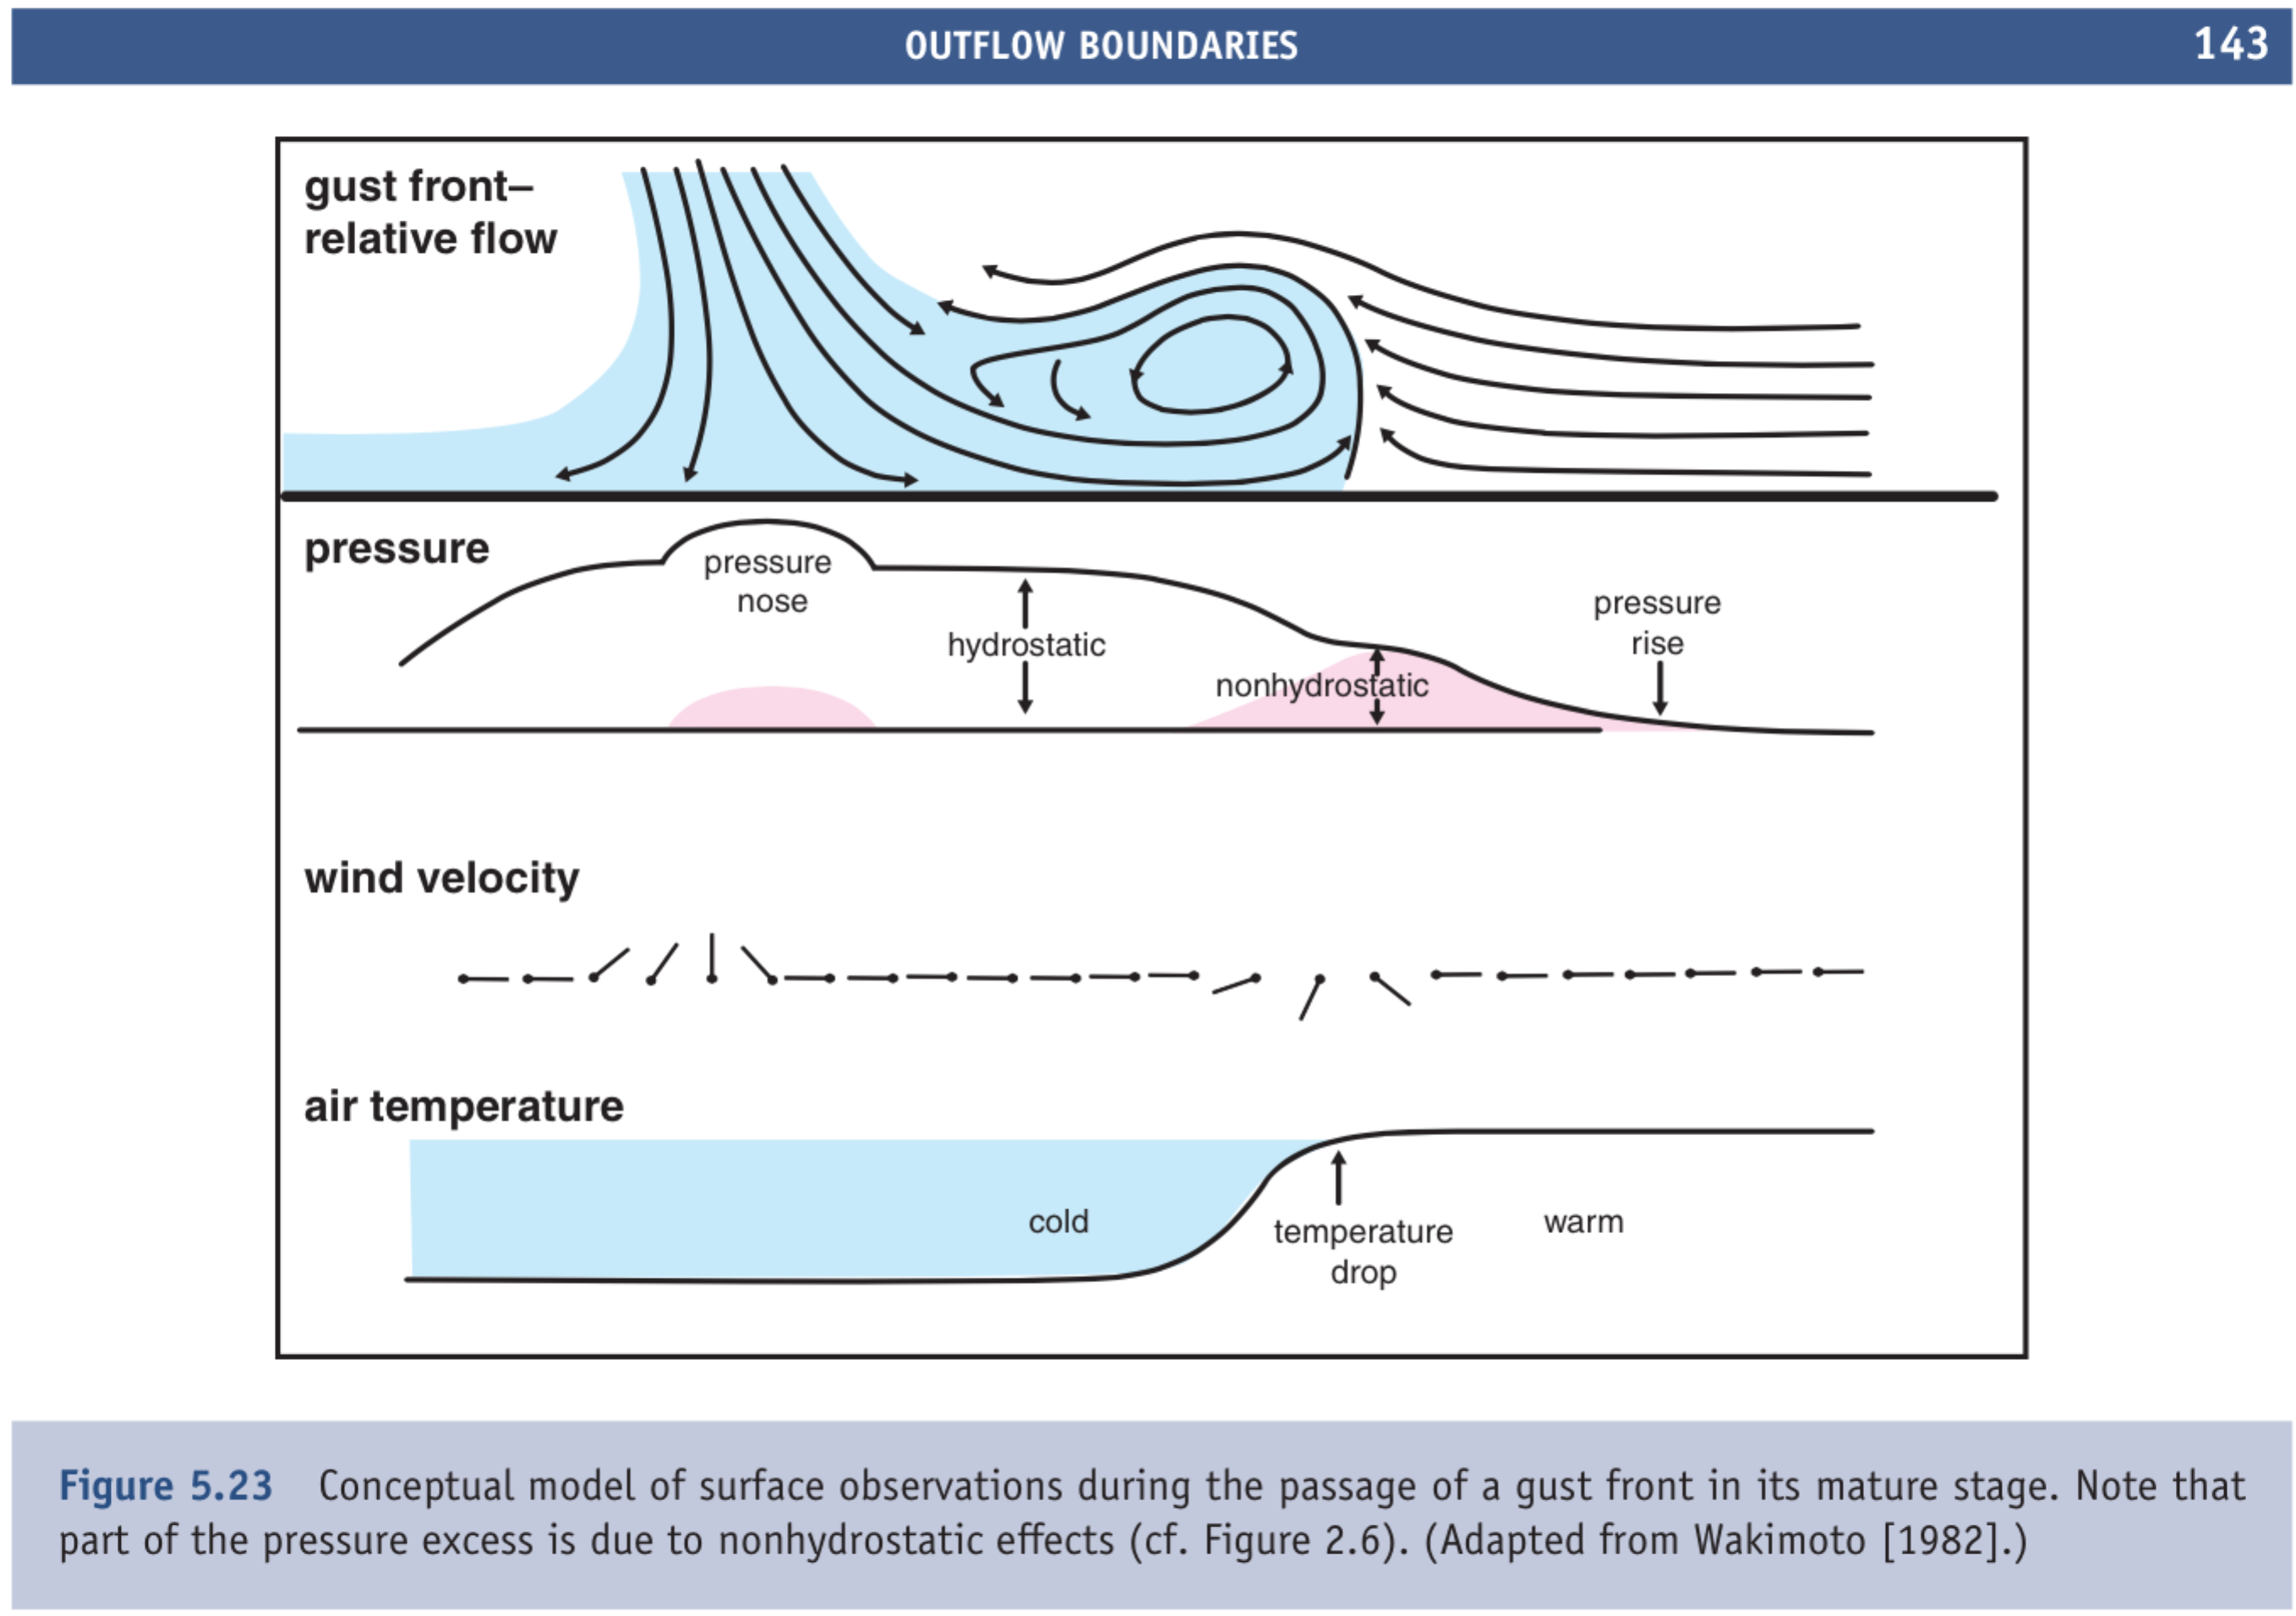 OUTFLOW BOUNDARIES
143
gust front–
relative flow
pressure
pressure
nose
hydrostatic
nonhydrostatic
pressure
rise
wind velocity
air temperature
cold
temperature
drop
warm
Figure 5.23 Conceptual model of surface observations during the passage of a gust front in its mature stage. Note that
part of the pressure excess is due to nonhydrostatic effects (cf. Figure 2.6). (Adapted from Wakimoto [1982].)